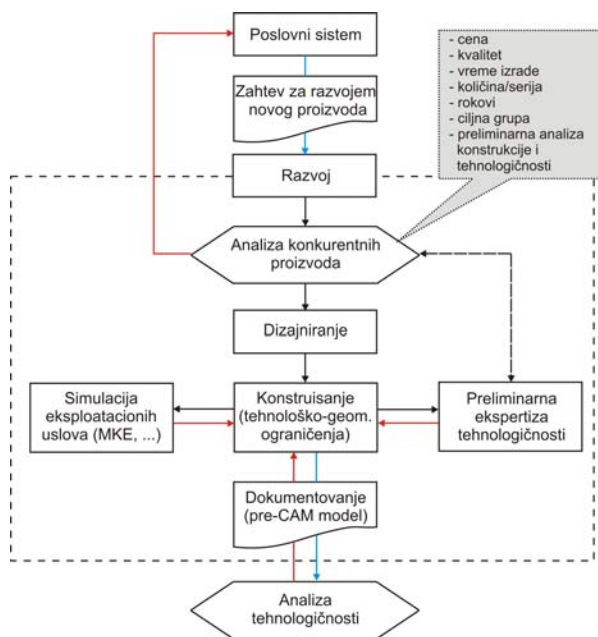 Poslovni sistem
- cena
- kvalitet
- vreme izrade
- količina/serija
- rokovi
- ciljna grupa
- preliminarna analiza
konstrukcije i
tehnologičnosti
Zahtev za razvojem
novog proizvoda
Razvoj
Analiza konkurentnih
proizvoda
Dizajniranje
Simulacija
eksploatacionih
uslova (MKE, ...)
Konstruisanje
(tehnološko-geom.
ograničenja)
Preliminarna
ekspertiza
tehnologičnosti
Dokumentovanje
(pre-CAM model)
Analiza
tehnologičnosti